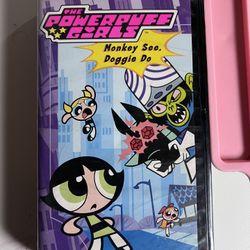 THE
POWERPUFF
GIRLS
Monkey See,
Doggie Do